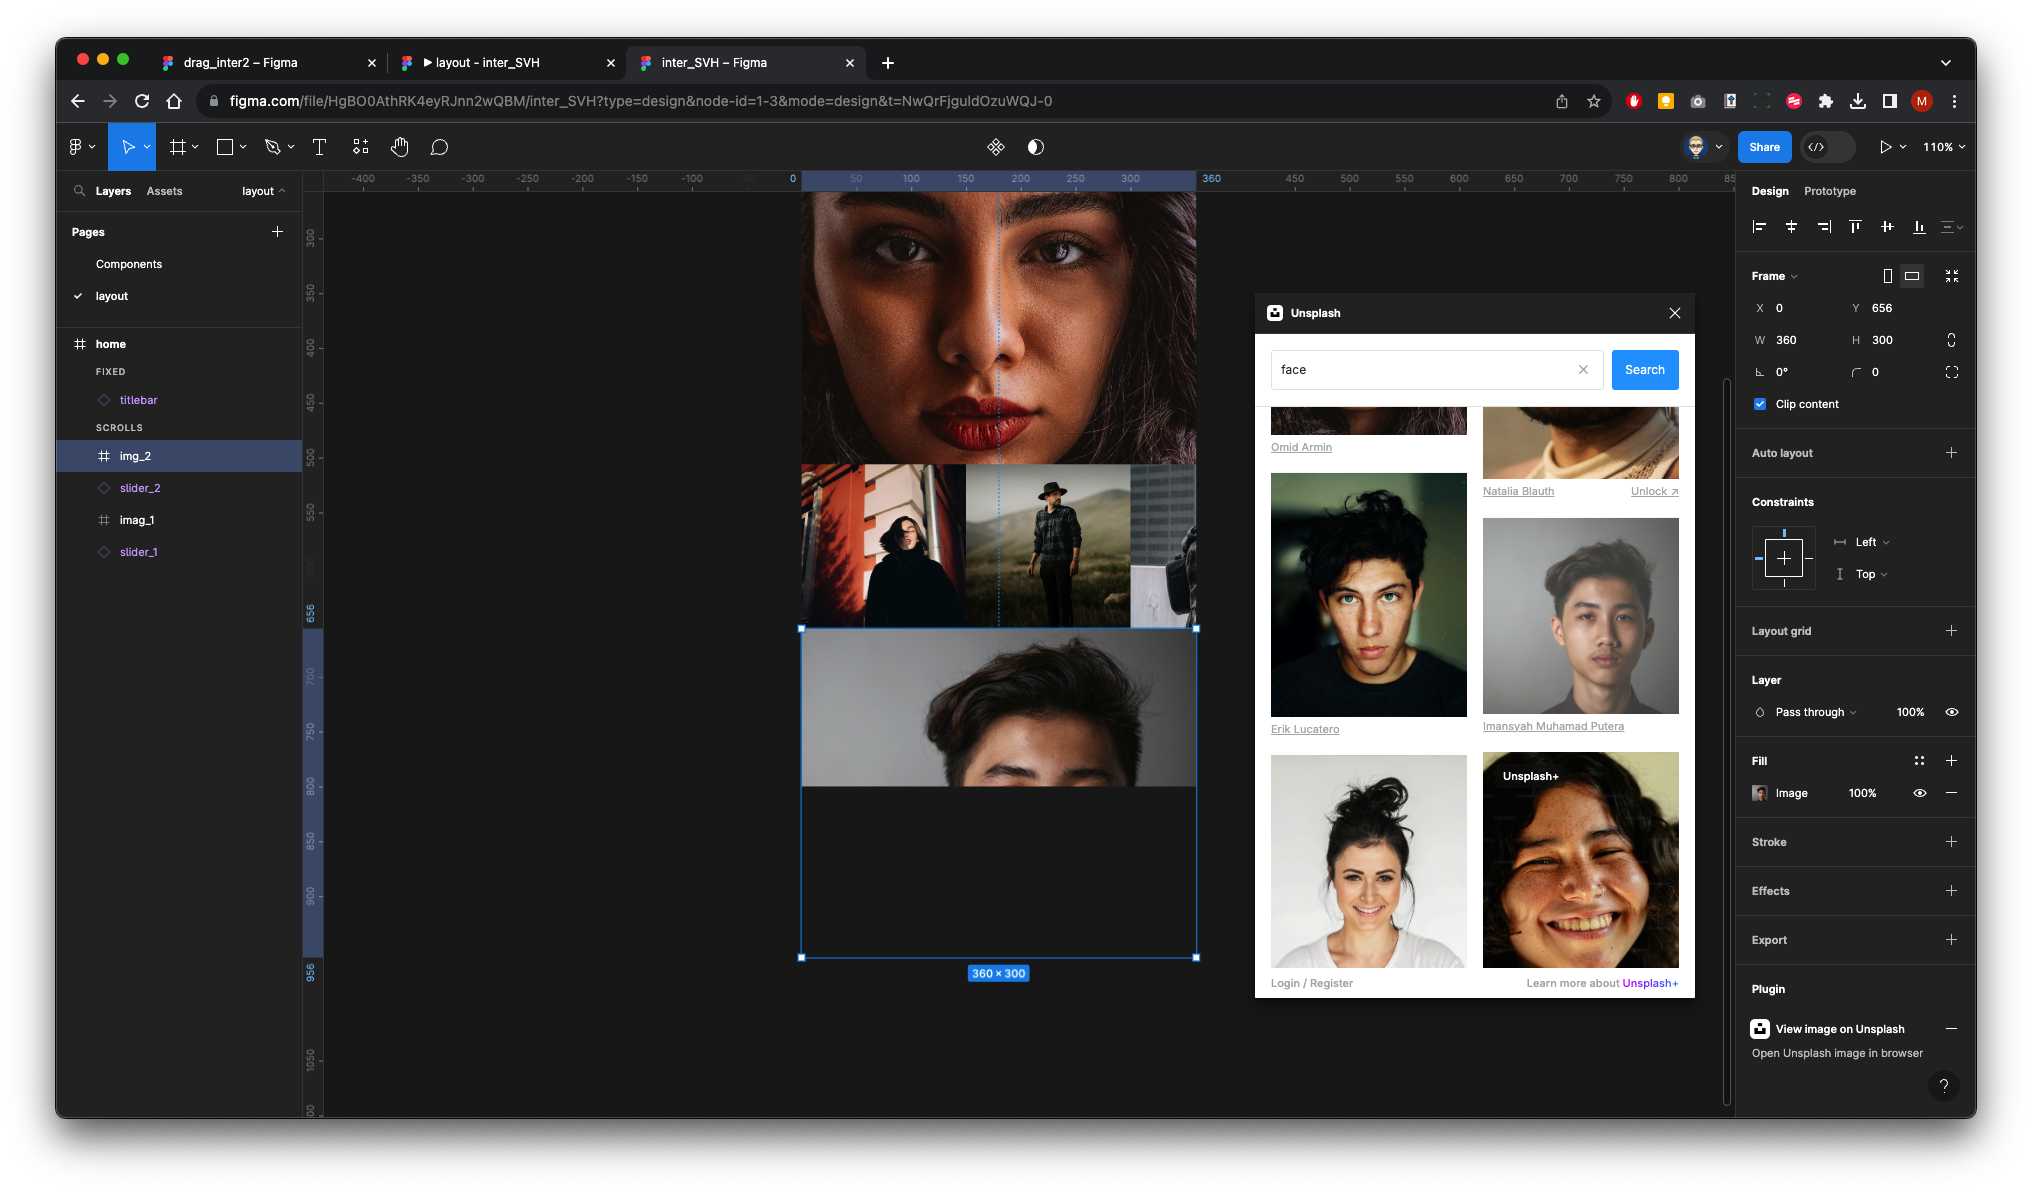 drag_inter2 – Figma
layout - inter_SVH
inter_SVH – Figma
figma.com/file/HgBO0AthRK4eyRJnn2wQBM/inter_SVH?type=design&node-id=1-3&mode=design&t=NwQrFjguldOzuWQJ-0
M
Share
110%
Layers
Assets
layout
Pages
Components
layout
home
FIXED
titlebar
SCROLLS
img_2
slider_2
imag_1
slider_1
-400 -350 -300 -250 -200 -150 -100 -50 0 50 100 150 200 250 300 360 450 500 550 600 650 700 750 800
300
350
400
450
500
550
600
656
700
750
800
850
900
956
1050
360 × 300
Unsplash
face
Search
Omid Armin
Natalia Blauth
Unlock ↗
Erik Lucatero
Imansyah Muhamad Putera
Unsplash+
Login / Register
Learn more about Unsplash+
Design
Prototype
Frame
X 0 Y 656
W 360 H 300
0° 0
Clip content
Auto layout
Constraints
Left
Top
Layout grid
Layer
Pass through 100%
Fill
Image 100%
Stroke
Effects
Export
Plugin
View image on Unsplash
Open Unsplash image in browser
?